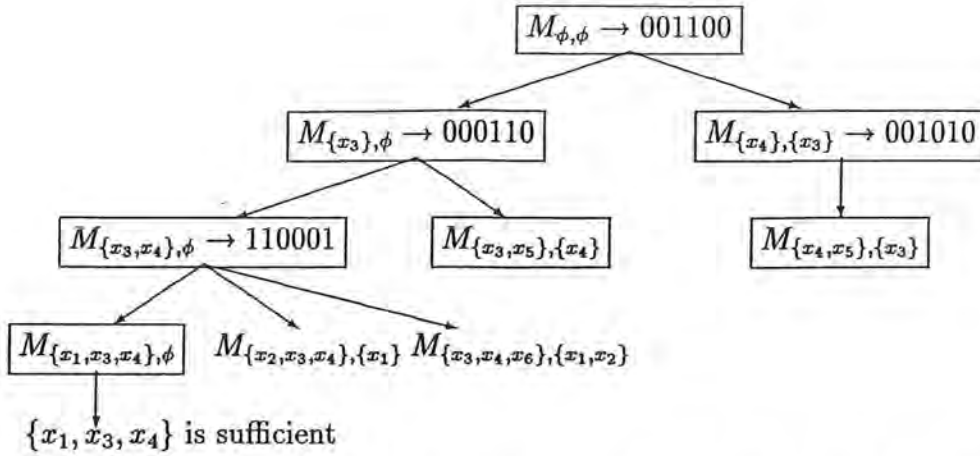 M_{ϕ,ϕ} → 001100
M_{\{x_3\},ϕ} → 000110
M_{\{x_4\},\{x_3\}} → 001010
M_{\{x_3,x_4\},ϕ} → 110001
M_{\{x_3,x_5\},\{x_4\}}
M_{\{x_4,x_5\},\{x_3\}}
M_{\{x_1,x_3,x_4\},ϕ}
M_{\{x_2,x_3,x_4\},\{x_1\}}
M_{\{x_3,x_4,x_6\},\{x_1,x_2\}}
{x_1, x_3, x_4} is sufficient